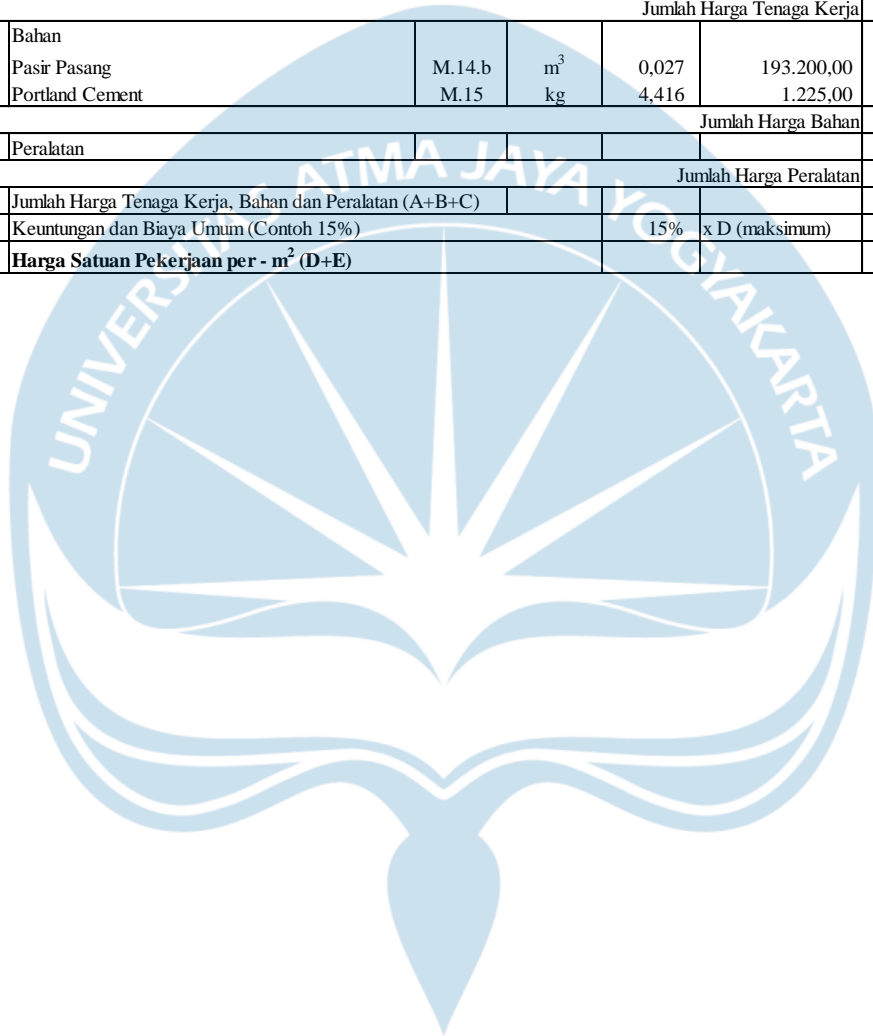 Jumlah Harga Tenaga Kerja
Bahan
Pasir Pasang M.14.b m³ 0,027 193.200,00
Portland Cement M.15 kg 4,416 1.225,00
Jumlah Harga Bahan
Peralatan
Jumlah Harga Peralatan
Jumlah Harga Tenaga Kerja, Bahan dan Peralatan (A+B+C)
Keuntungan dan Biaya Umum (Contoh 15%) 15% x D (maksimum)
Harga Satuan Pekerjaan per - m² (D+E)
UNIVERSITAS ATMA JAYA YOGYAKARTA